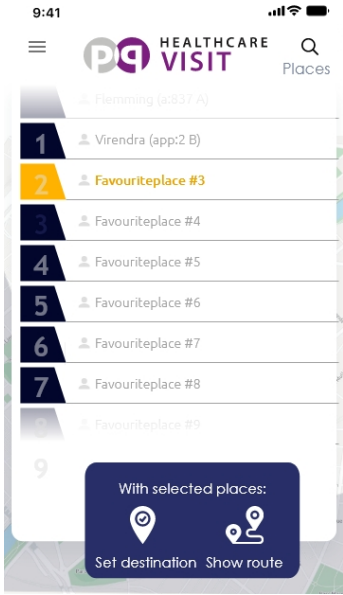 9:41
HEALTHCARE
VISIT
Places
Flemming (a:837 A)
1 Virendra (app:2 B)
2 Favouriteplace #3
3 Favouriteplace #4
4 Favouriteplace #5
5 Favouriteplace #6
6 Favouriteplace #7
7 Favouriteplace #8
8 Favouriteplace #9
9
With selected places:
Set destination Show route